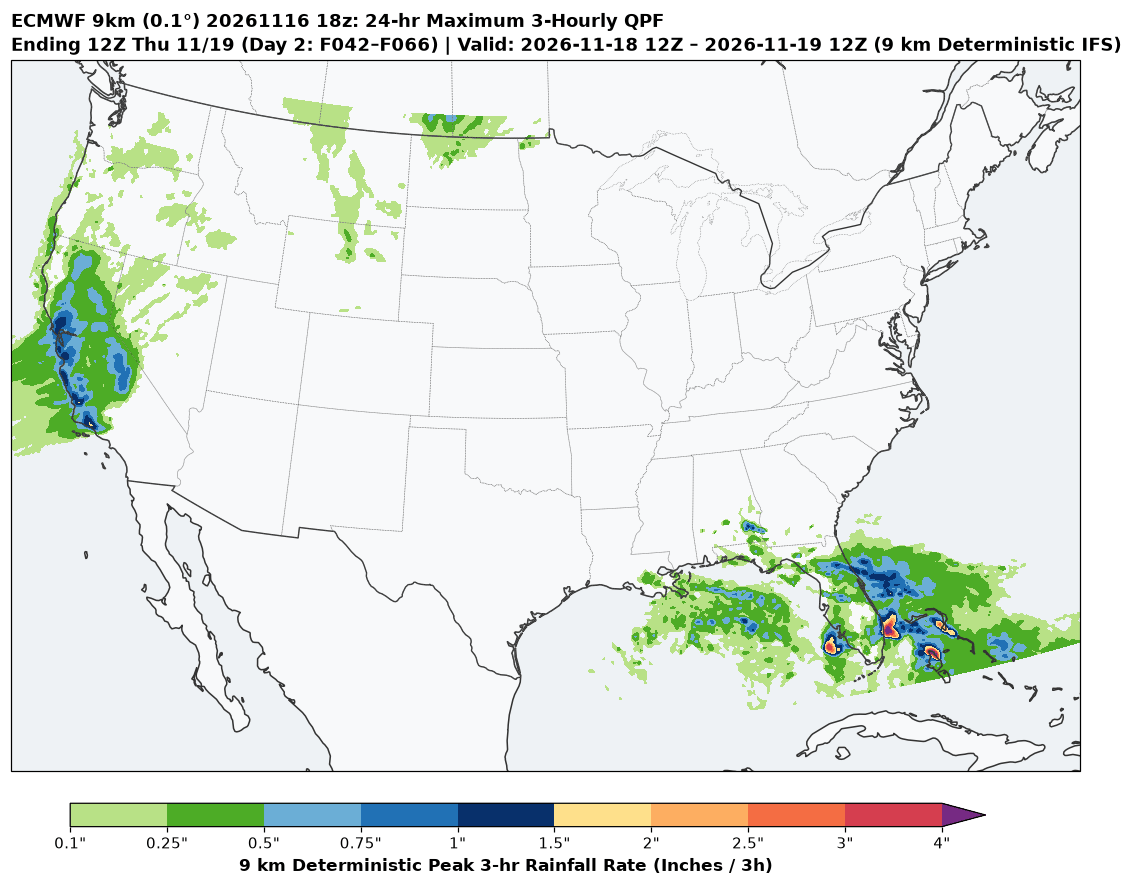 ECMWF 9km (0.1°) 20261116 18z: 24-hr Maximum 3-Hourly QPF
Ending 12Z Thu 11/19 (Day 2: F042–F066) | Valid: 2026-11-18 12Z – 2026-11-19 12Z (9 km Deterministic IFS)
0.1" 0.25" 0.5" 0.75" 1" 1.5" 2" 2.5" 3" 4"
9 km Deterministic Peak 3-hr Rainfall Rate (Inches / 3h)